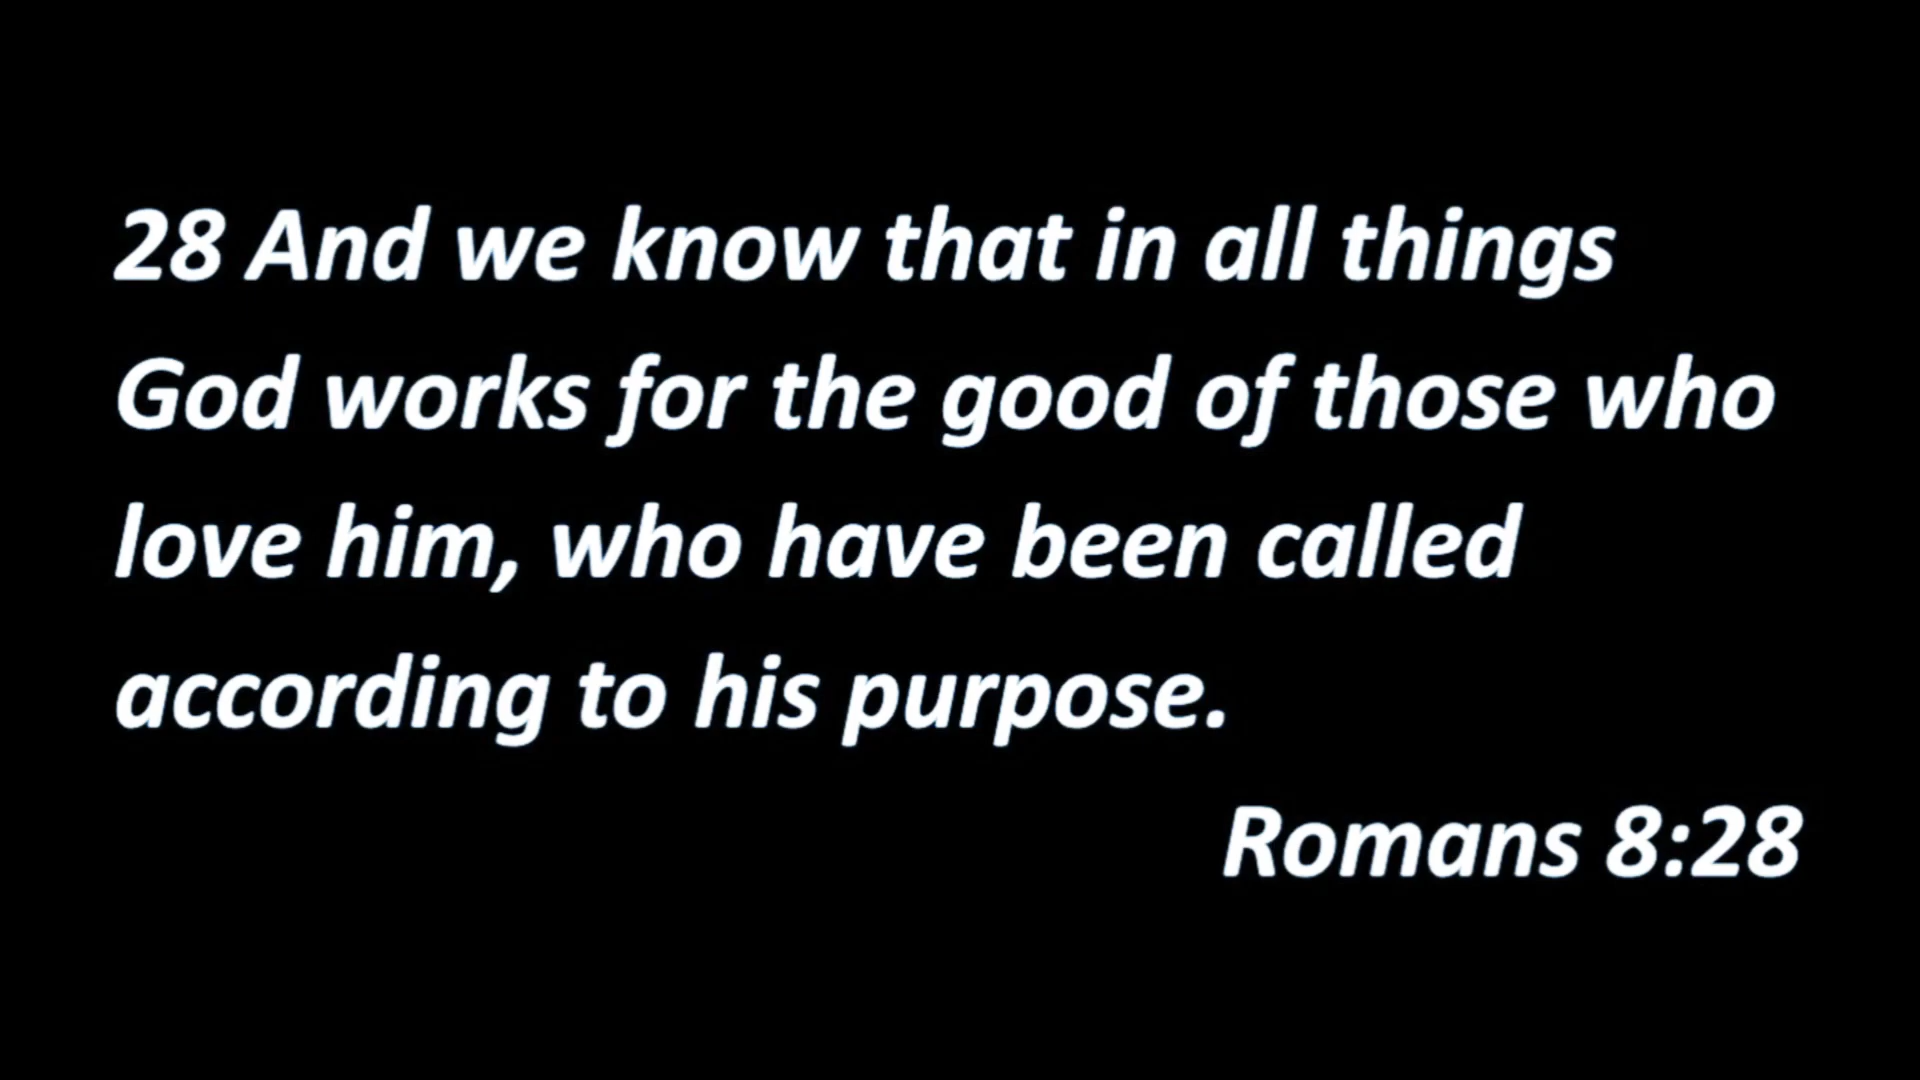 28 And we know that in all things
God works for the good of those who
love him, who have been called
according to his purpose.
Romans 8:28